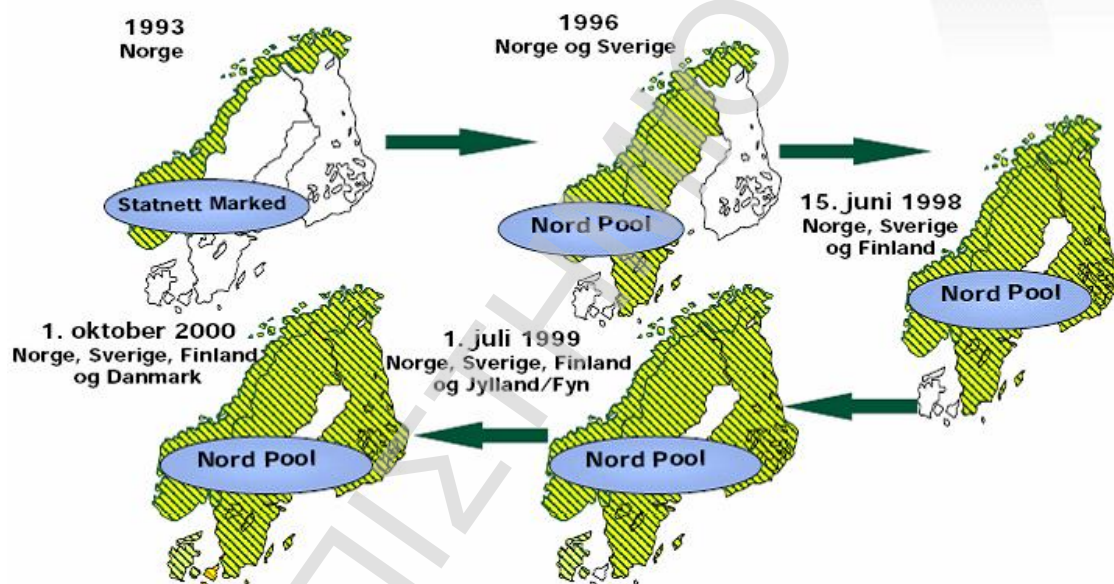 1993
Norge
Statnett Marked
1996
Norge og Sverige
Nord Pool
15. juni 1998
Norge, Sverige
og Finland
Nord Pool
1. juli 1999
Norge, Sverige, Finland
og Jylland/Fyn
Nord Pool
1. oktober 2000
Norge, Sverige, Finland
og Danmark
Nord Pool